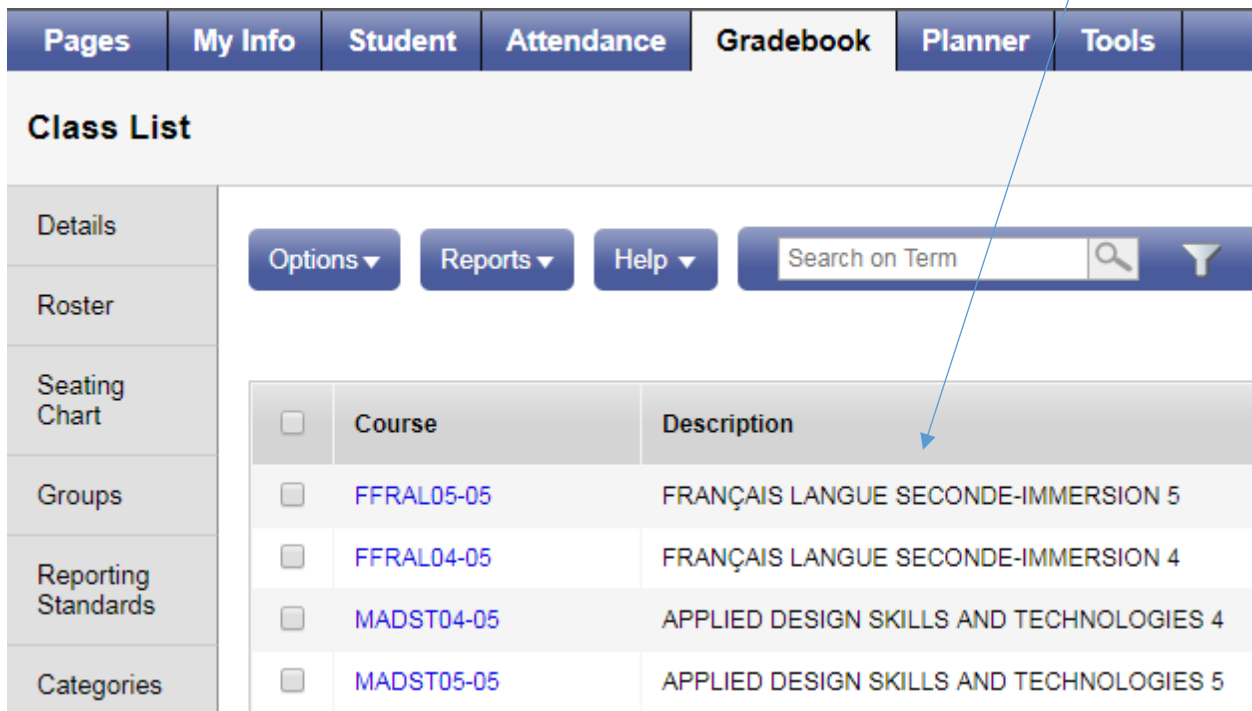 Pages My Info Student Attendance Gradebook Planner Tools
Class List
Details
Roster
Seating
Chart
Groups
Reporting
Standards
Categories
Options Reports Help Search on Term
Course Description
FFRAL05-05 FRANÇAIS LANGUE SECONDE-IMMERSION 5
FFRAL04-05 FRANÇAIS LANGUE SECONDE-IMMERSION 4
MADST04-05 APPLIED DESIGN SKILLS AND TECHNOLOGIES 4
MADST05-05 APPLIED DESIGN SKILLS AND TECHNOLOGIES 5